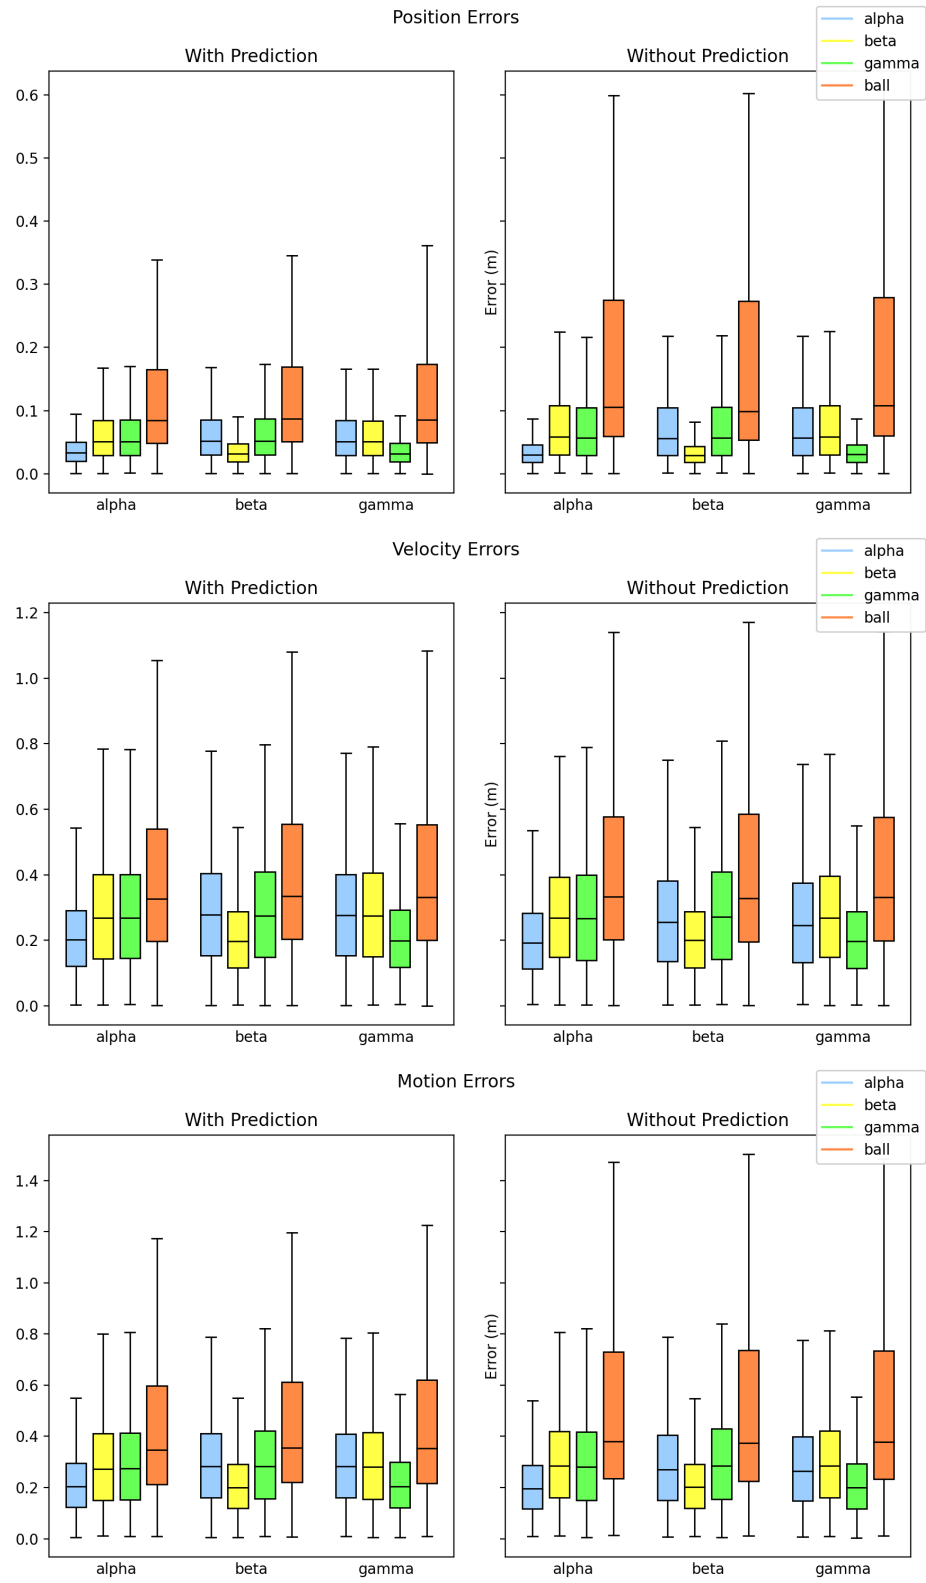 Position Errors
With Prediction
Without Prediction
alpha
beta
gamma
ball
0.6
0.5
0.4
0.3
0.2
0.1
0.0
Error (m)
alpha beta gamma
alpha beta gamma
Velocity Errors
With Prediction
Without Prediction
alpha
beta
gamma
ball
1.2
1.0
0.8
0.6
0.4
0.2
0.0
Error (m)
alpha beta gamma
alpha beta gamma
Motion Errors
With Prediction
Without Prediction
alpha
beta
gamma
ball
1.4
1.2
1.0
0.8
0.6
0.4
0.2
0.0
Error (m)
alpha beta gamma
alpha beta gamma